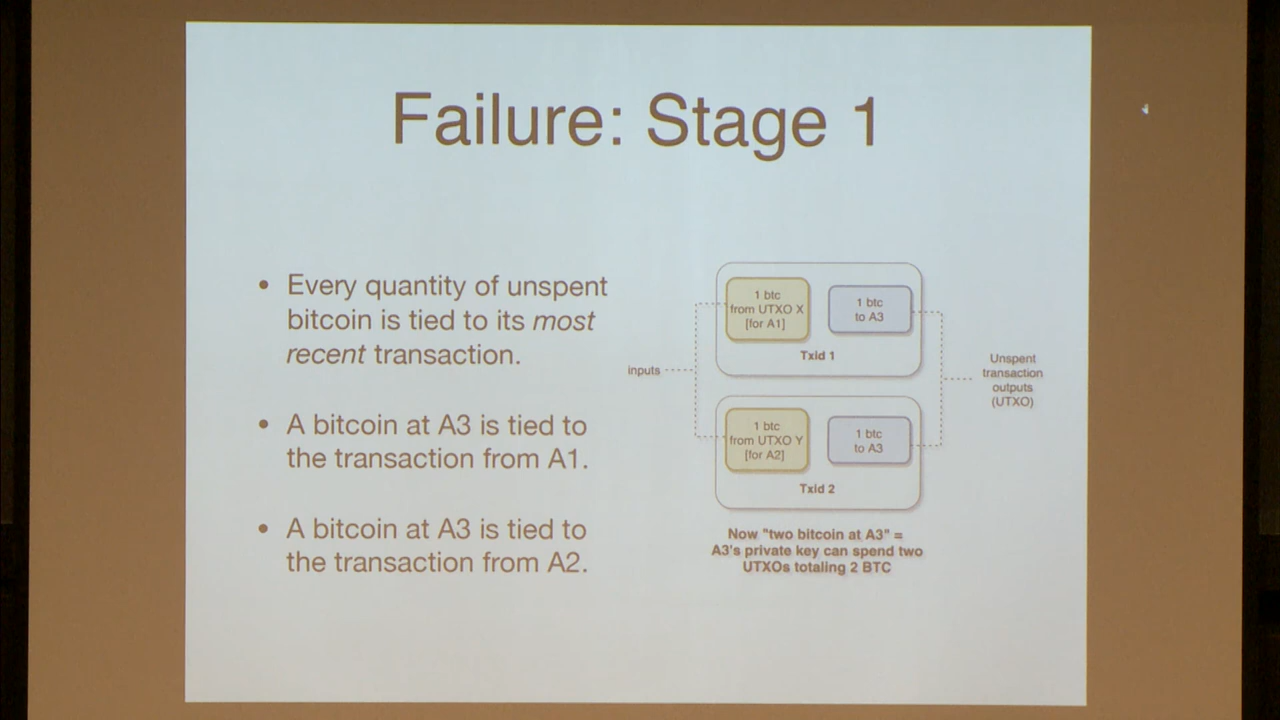 Failure: Stage 1
• Every quantity of unspent
bitcoin is tied to its most
recent transaction.
• A bitcoin at A3 is tied to
the transaction from A1.
• A bitcoin at A3 is tied to
the transaction from A2.
inputs
1 btc
from UTXO X
[for A1]
1 btc
to A3
Txid 1
1 btc
from UTXO Y
[for A2]
1 btc
to A3
Txid 2
Unspent
transaction
outputs
(UTXO)
Now "two bitcoin at A3" =
A3's private key can spend two
UTXOs totaling 2 BTC